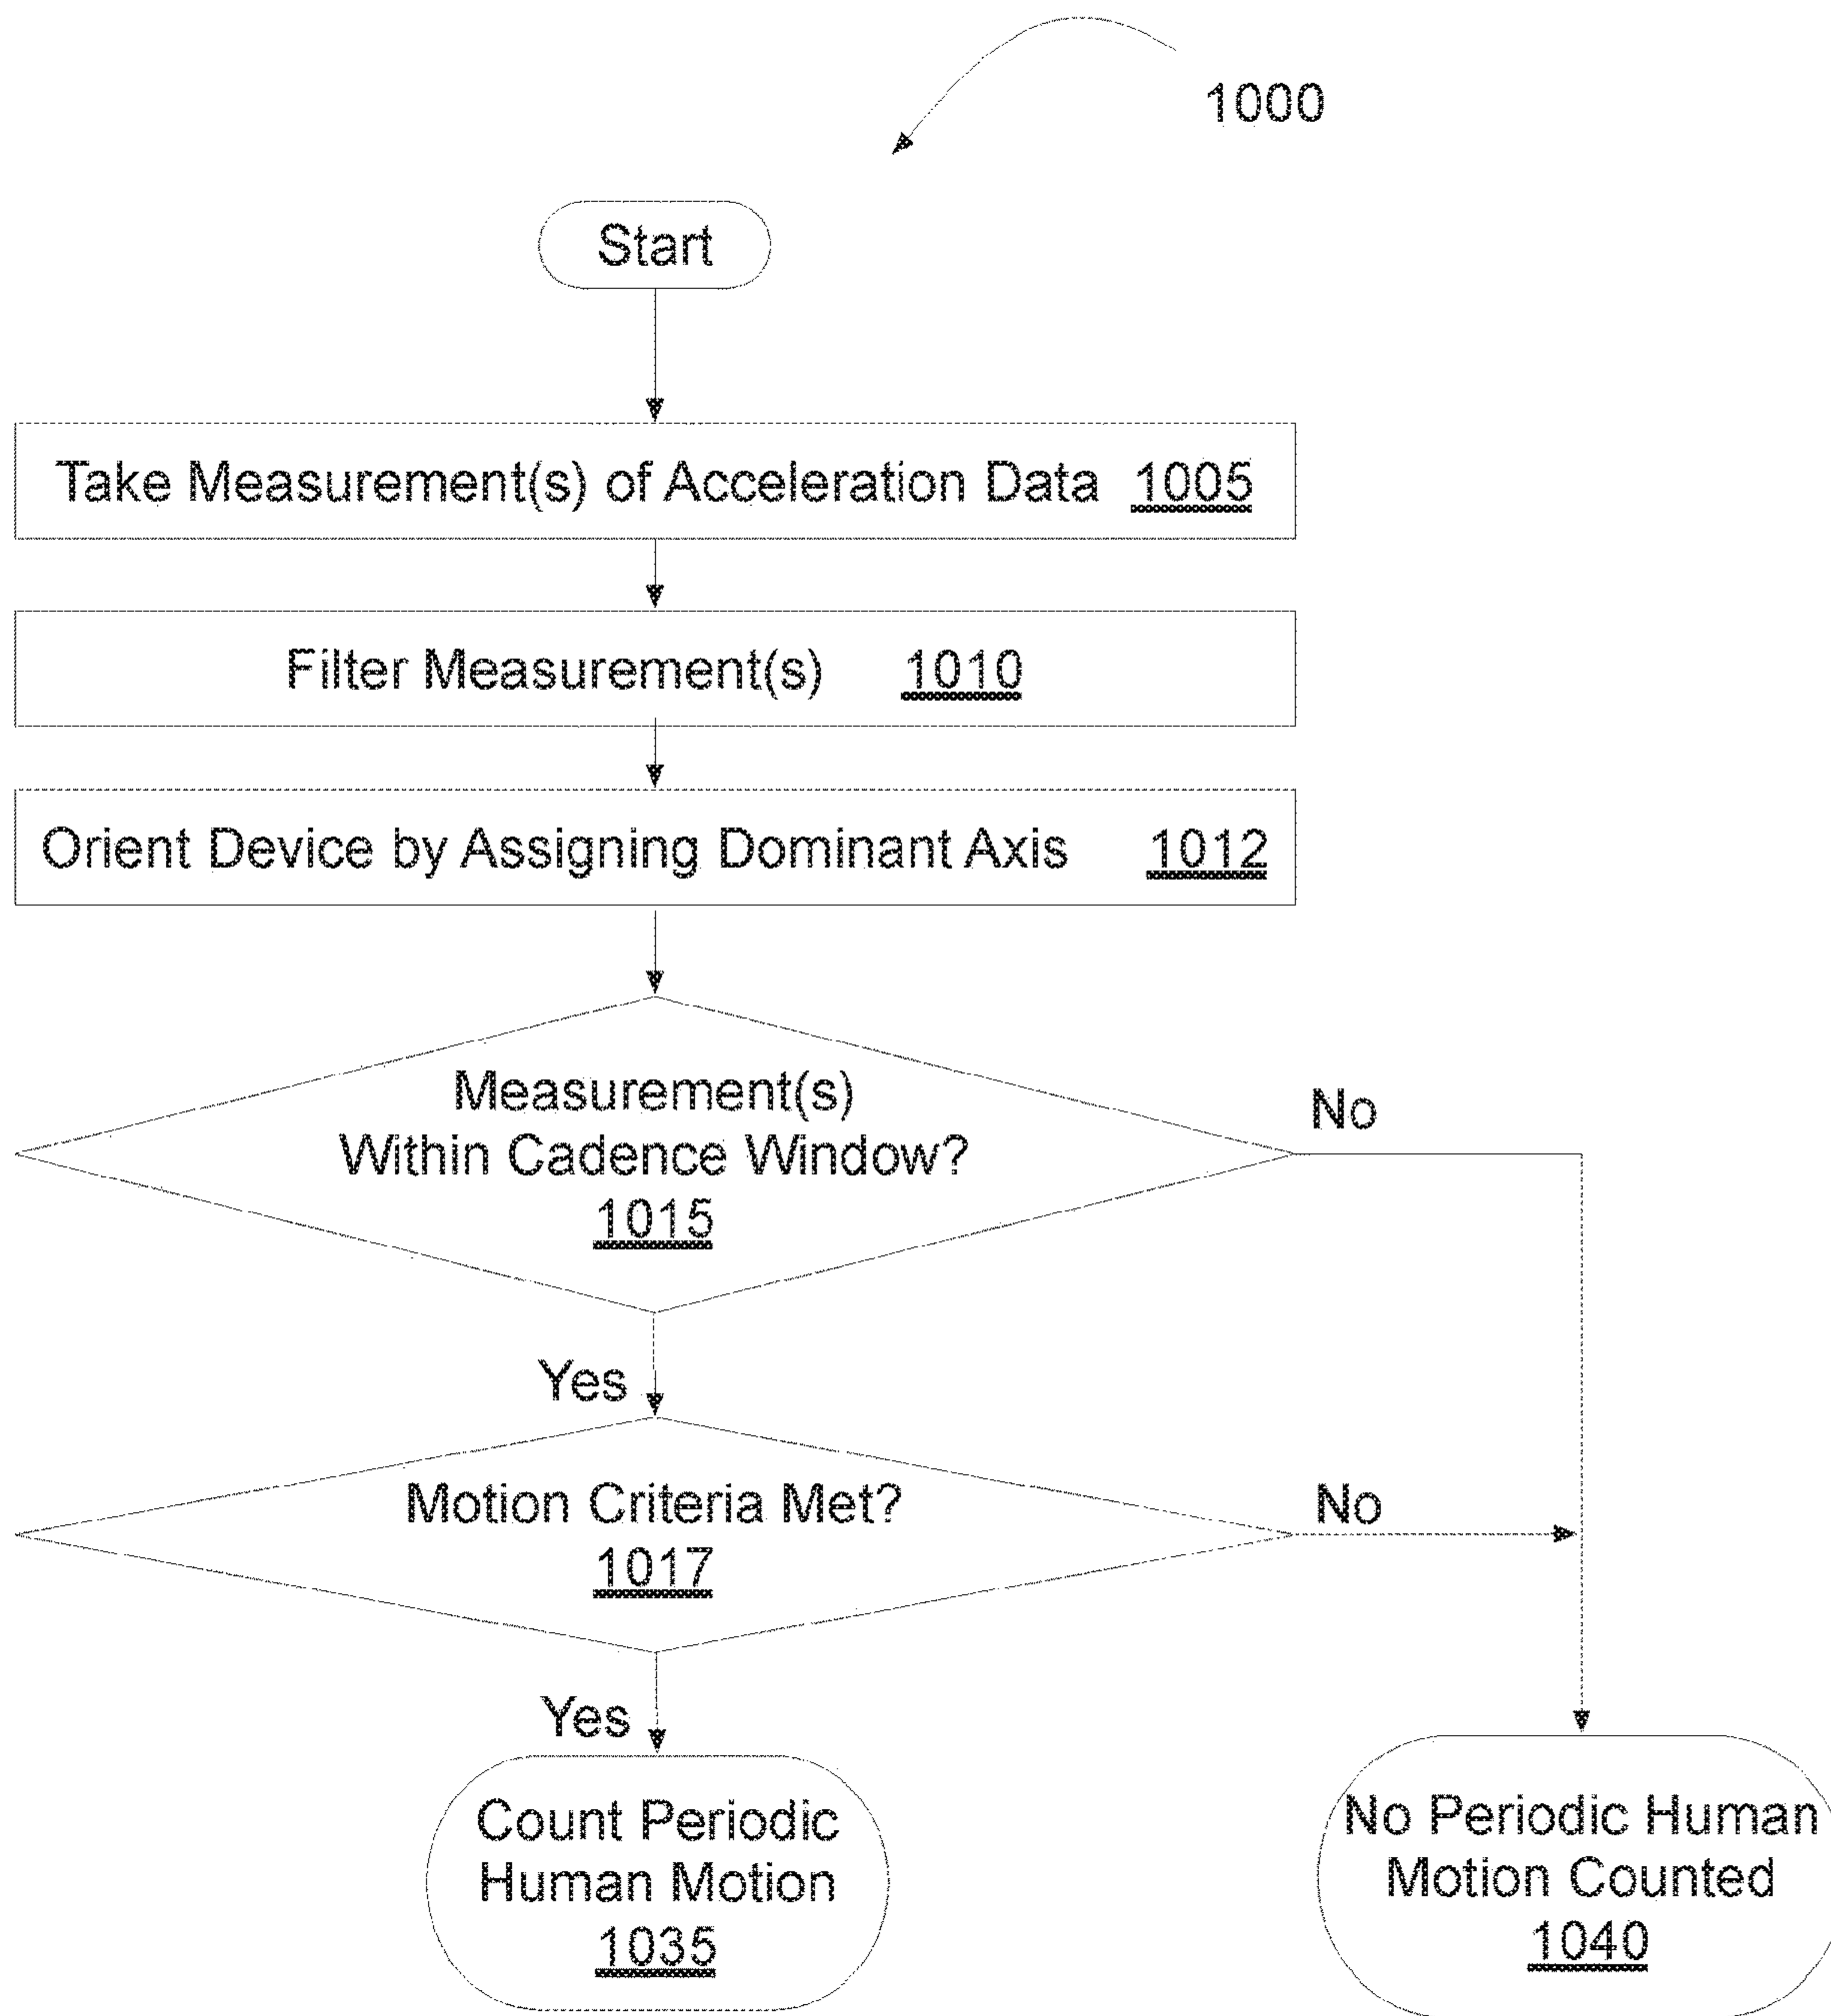 1000
Start
Take Measurement(s) of Acceleration Data 1005
Filter Measurement(s) 1010
Orient Device by Assigning Dominant Axis 1012
Measurement(s)
Within Cadence Window?
1015
No
Yes
Motion Criteria Met?
1017
No
Yes
Count Periodic
Human Motion
1035
No Periodic Human
Motion Counted
1040